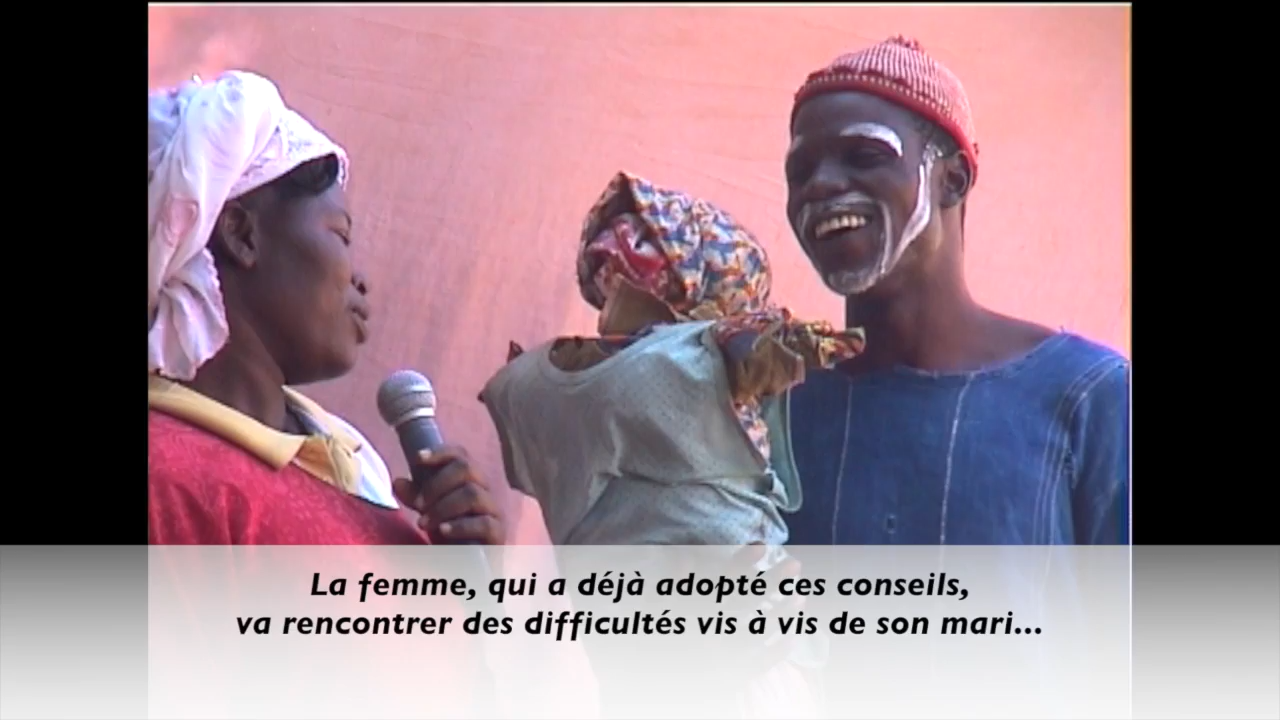 La femme, qui a déjà adopté ces conseils,
va rencontrer des difficultés vis à vis de son mari...